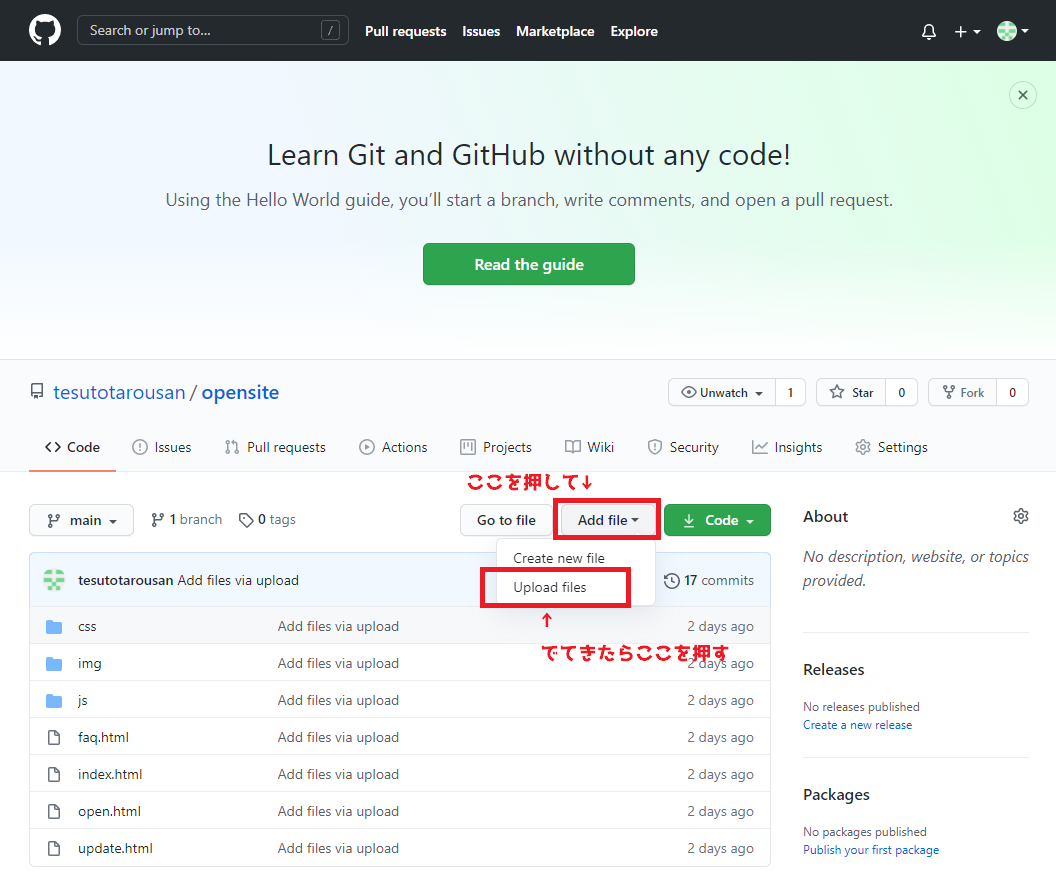 Search or jump to... /
Pull requests Issues Marketplace Explore
Learn Git and GitHub without any code!
Using the Hello World guide, you’ll start a branch, write comments, and open a pull request.
Read the guide
tesutotarousan / opensite
Unwatch 1 Star 0 Fork 0
Code Issues Pull requests Actions Projects Wiki Security Insights Settings
ここを押して↓
main 1 branch 0 tags Go to file Add file Code
Create new file
Upload files
tesutotarousan Add files via upload 17 commits
↑
でてきたらここを押す
css Add files via upload 2 days ago
img Add files via upload 2 days ago
js Add files via upload 2 days ago
faq.html Add files via upload 2 days ago
index.html Add files via upload 2 days ago
open.html Add files via upload 2 days ago
update.html Add files via upload 2 days ago
About
No description, website, or topics
provided.
Releases
No releases published
Create a new release
Packages
No packages published
Publish your first package